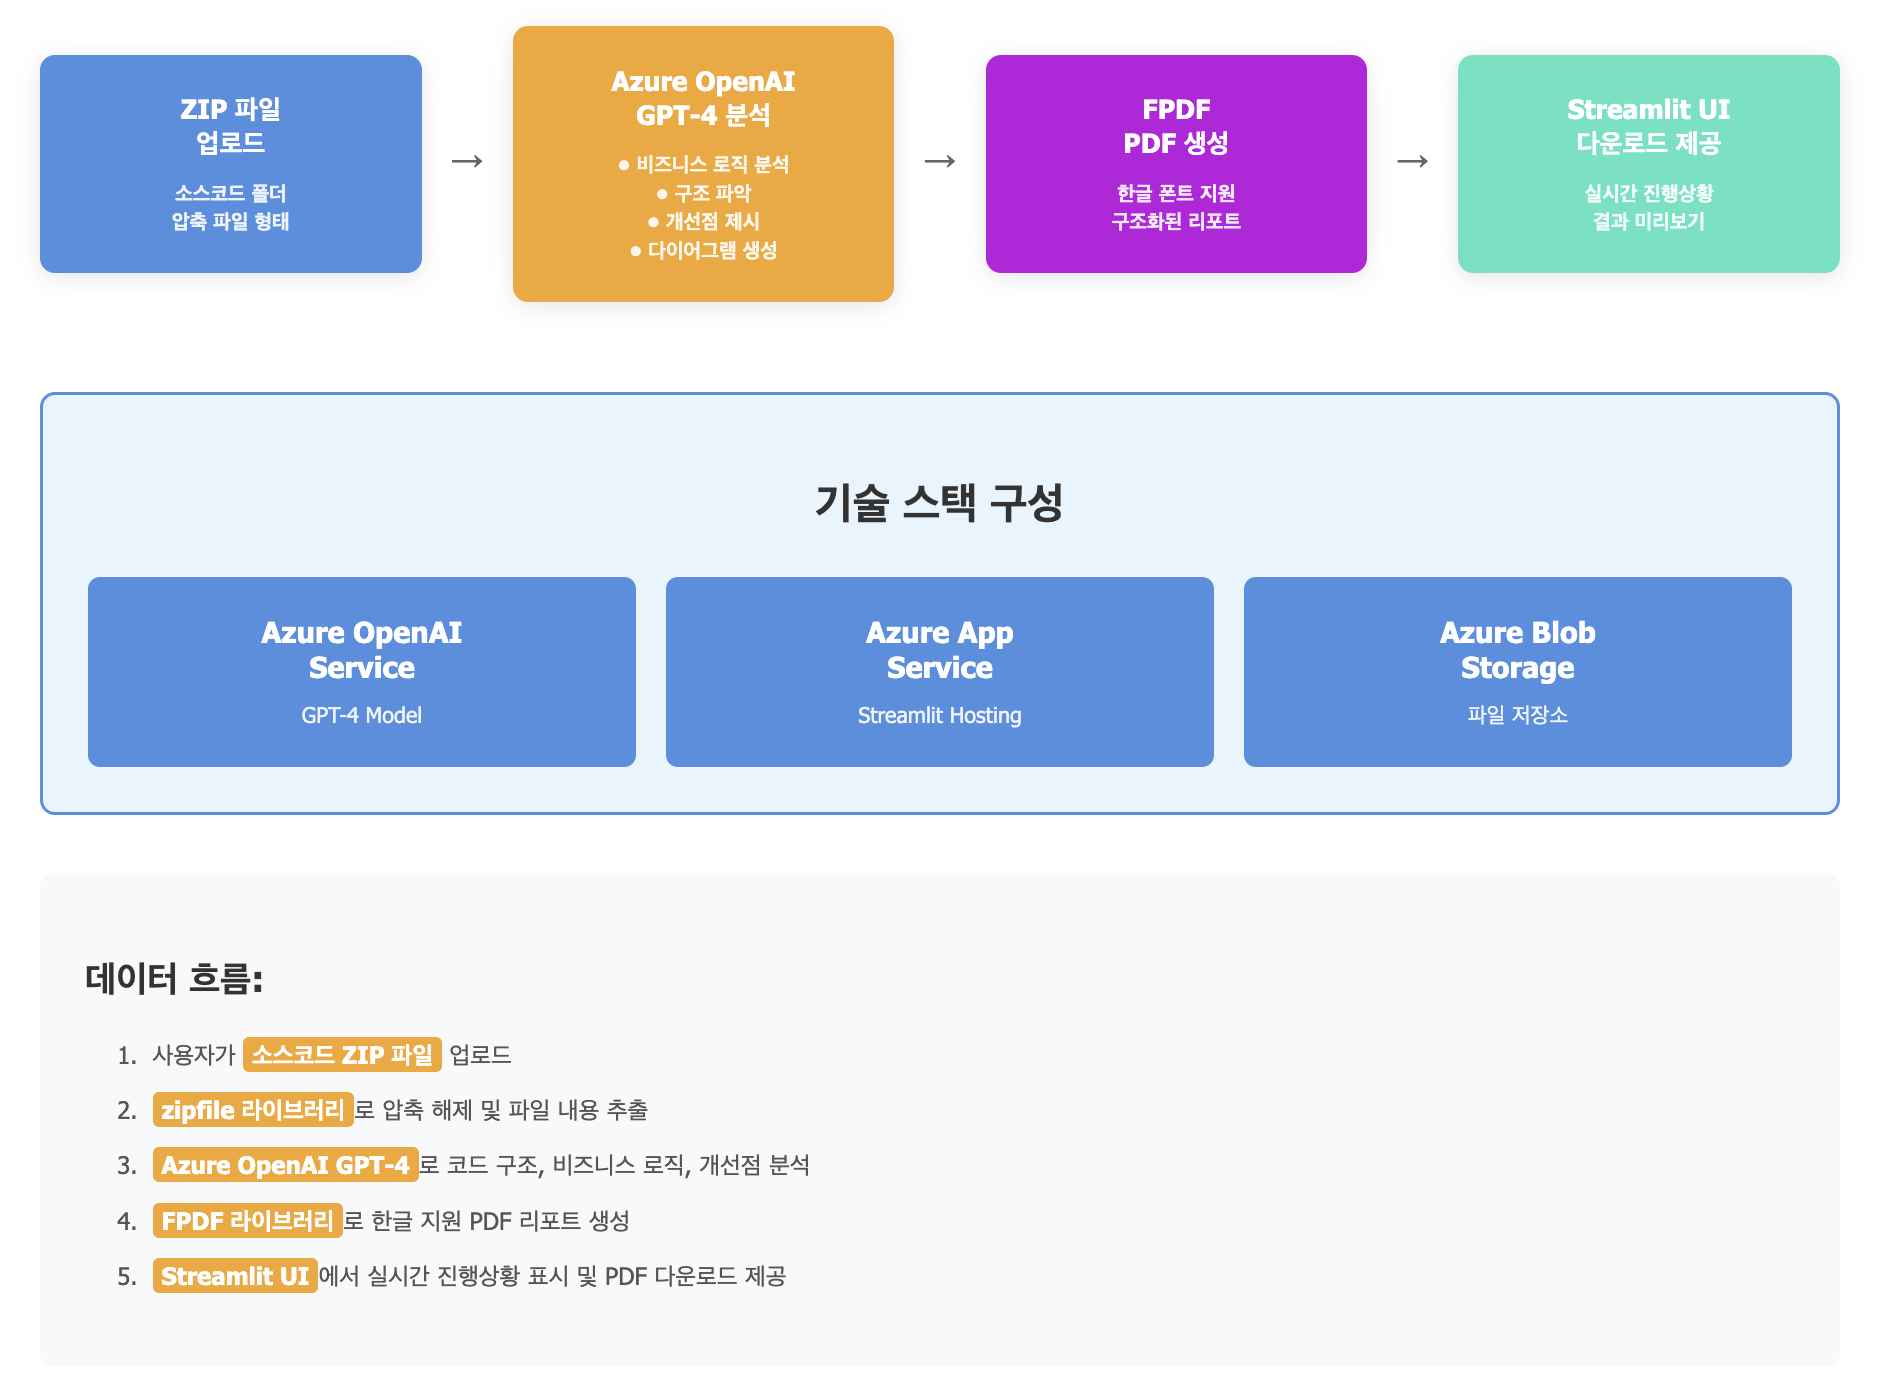 ZIP 파일
업로드
소스코드 폴더
압축 파일 형태
→
Azure OpenAI
GPT-4 분석
● 비즈니스 로직 분석
● 구조 파악
● 개선점 제시
● 다이어그램 생성
→
FPDF
PDF 생성
한글 폰트 지원
구조화된 리포트
→
Streamlit UI
다운로드 제공
실시간 진행상황
결과 미리보기
기술 스택 구성
Azure OpenAI
Service
GPT-4 Model
Azure App
Service
Streamlit Hosting
Azure Blob
Storage
파일 저장소
데이터 흐름:
1. 사용자가 소스코드 ZIP 파일 업로드
2. zipfile 라이브러리로 압축 해제 및 파일 내용 추출
3. Azure OpenAI GPT-4로 코드 구조, 비즈니스 로직, 개선점 분석
4. FPDF 라이브러리로 한글 지원 PDF 리포트 생성
5. Streamlit UI에서 실시간 진행상황 표시 및 PDF 다운로드 제공